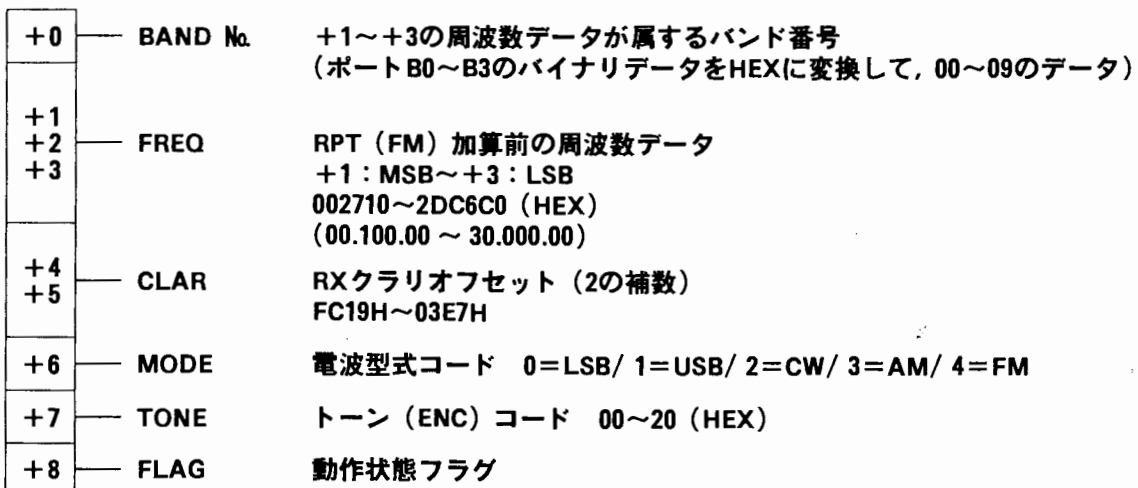 +0 BAND No. +1～+3の周波数データが属するバンド番号
（ポートB0～B3のバイナリデータをHEXに変換して, 00～09のデータ）
+1
+2 FREQ RPT（FM）加算前の周波数データ
+3 +1：MSB～+3：LSB
002710～2DC6C0（HEX）
（00.100.00 ～ 30.000.00）
+4
+5 CLAR RXクラリオフセット（2の補数）
FC19H～03E7H
+6 MODE 電波型式コード 0=LSB/ 1=USB/ 2=CW/ 3=AM/ 4=FM
+7 TONE トーン（ENC）コード 00～20（HEX）
+8 FLAG 動作状態フラグ